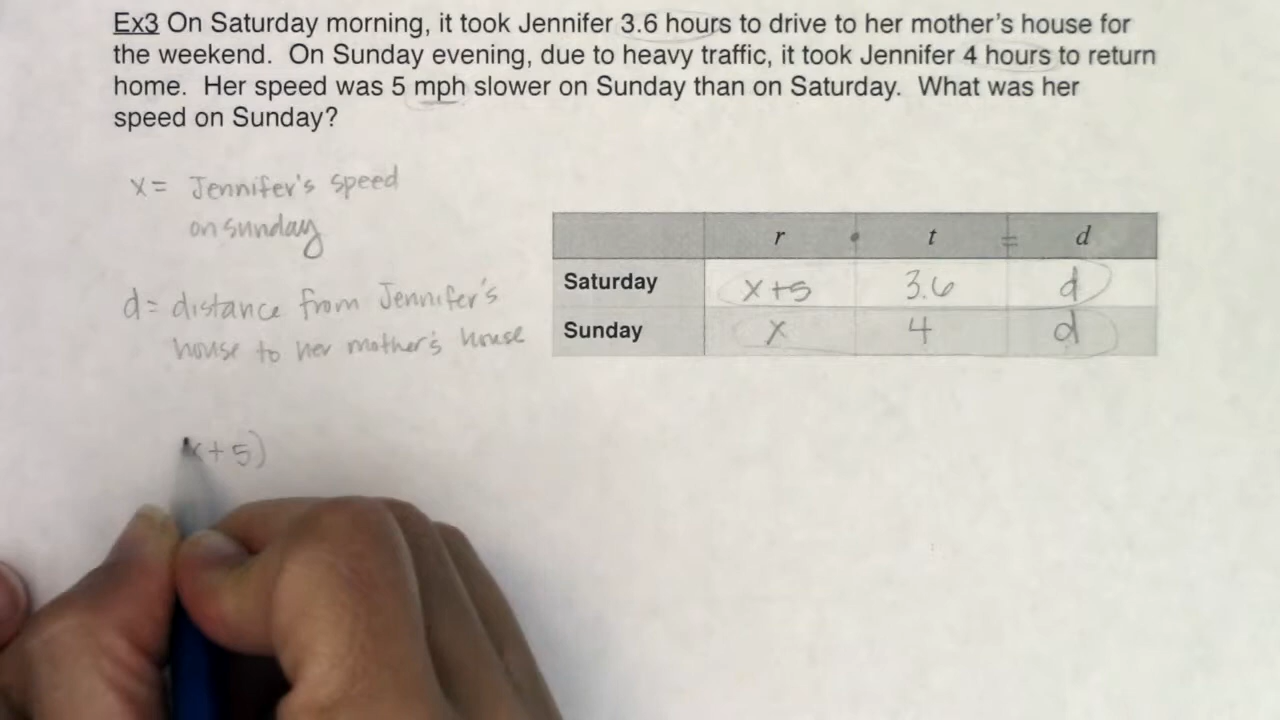 Ex3 On Saturday morning, it took Jennifer 3.6 hours to drive to her mother's house for
the weekend. On Sunday evening, due to heavy traffic, it took Jennifer 4 hours to return
home. Her speed was 5 mph slower on Sunday than on Saturday. What was her
speed on Sunday?
x = Jennifer's speed
on sunday
d = distance from Jennifer's
house to her mother's house
r • t = d
Saturday x+5 3.6 d
Sunday x 4 d
x+5)